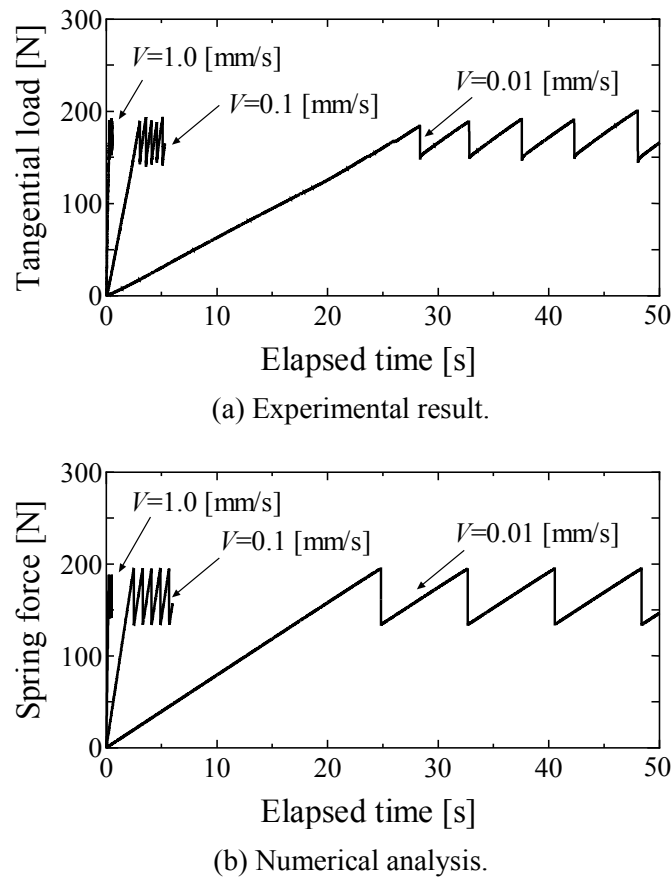 300
V=1.0 [mm/s]
V=0.01 [mm/s]
V=0.1 [mm/s]
200
100
0
Tangential load [N]
0 10 20 30 40 50
Elapsed time [s]
(a) Experimental result.
300
V=1.0 [mm/s]
V=0.1 [mm/s]
V=0.01 [mm/s]
200
100
0
Spring force [N]
0 10 20 30 40 50
Elapsed time [s]
(b) Numerical analysis.